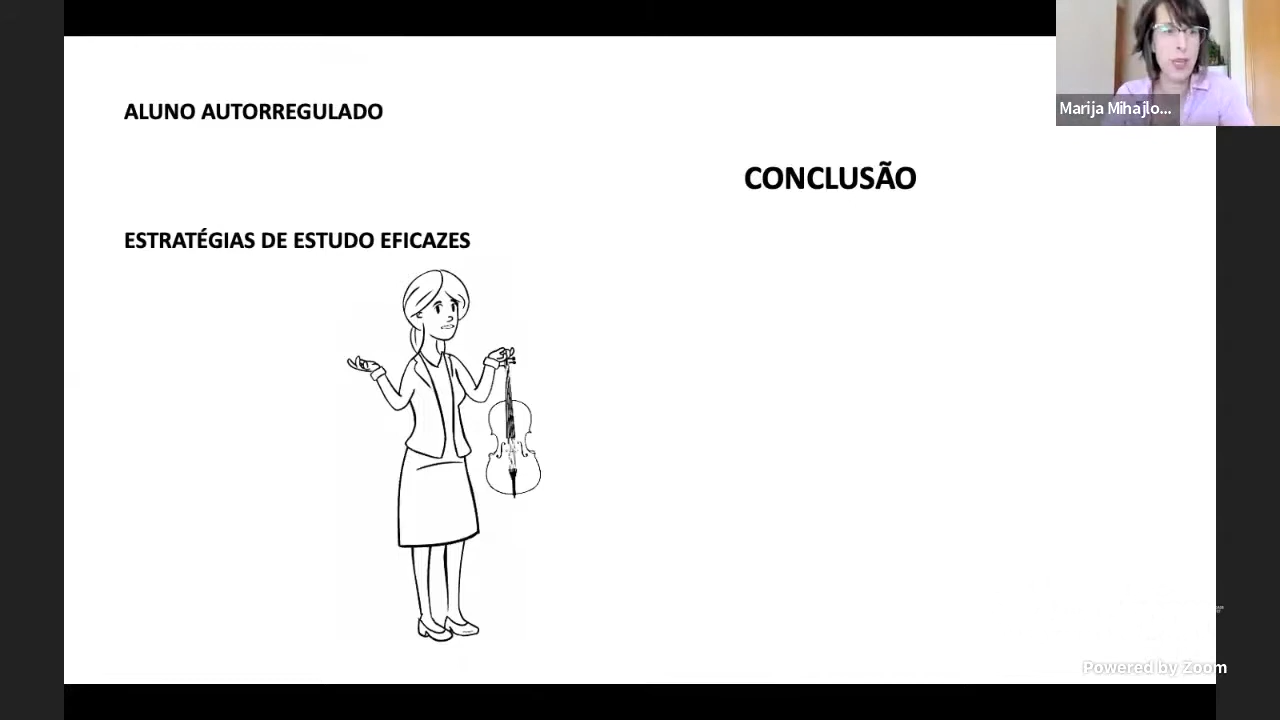 ALUNO AUTORREGULADO
CONCLUSÃO
ESTRATÉGIAS DE ESTUDO EFICAZES
Marija Mihajlo...
Powered by Zoom